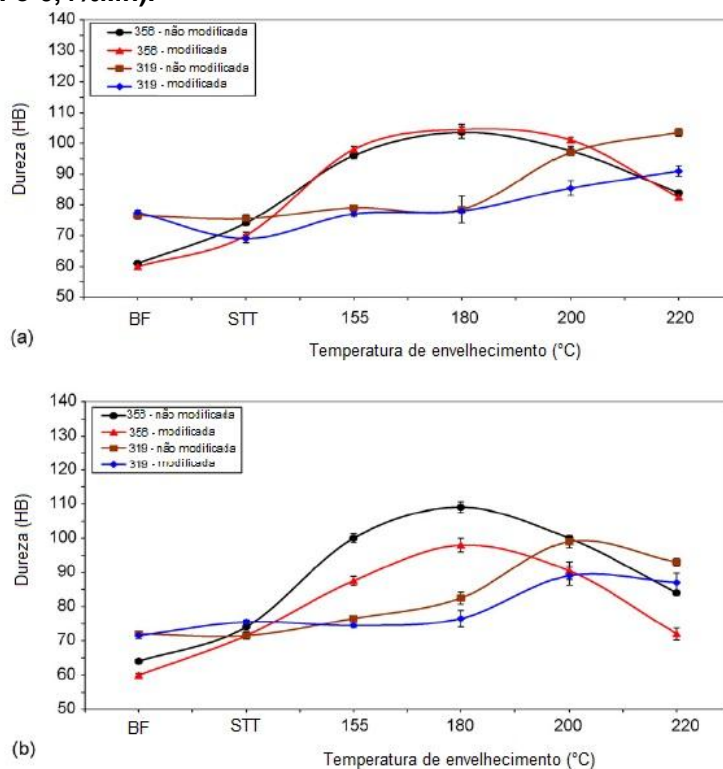 140
130
120
110
100
90
80
70
60
50
356 - não modificada
356 - modificada
319 - não modificada
319 - modificada
Dureza (HB)
BF STT 155 180 200 220
(a)
Temperatura de envelhecimento (°C)
140
130
120
110
100
90
80
70
60
50
356 - não modificada
356 - modificada
319 - não modificada
319 - modificada
Dureza (HB)
BF STT 155 180 200 220
(b)
Temperatura de envelhecimento (°C)